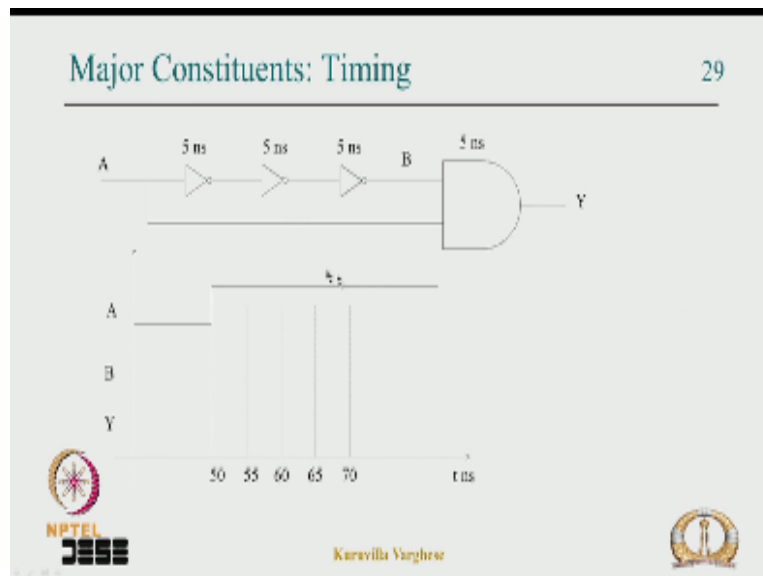 Major Constituents: Timing 29
5 ns 5 ns 5 ns 5 ns
A B
Y
A
B
Y
50 55 60 65 70 t ns
NPTEL
Kuruvilla Varghese